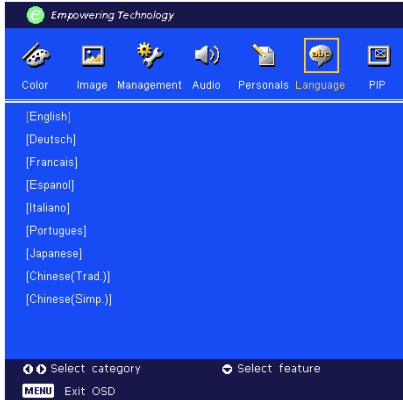 e Empowering Technology
Color Image Management Audio Personals Language PIP
[English]
[Deutsch]
[Francais]
[Espanol]
[Italiano]
[Portugues]
[Japanese]
[Chinese(Trad.)]
[Chinese(Simp.)]
Select category Select feature
MENU Exit OSD